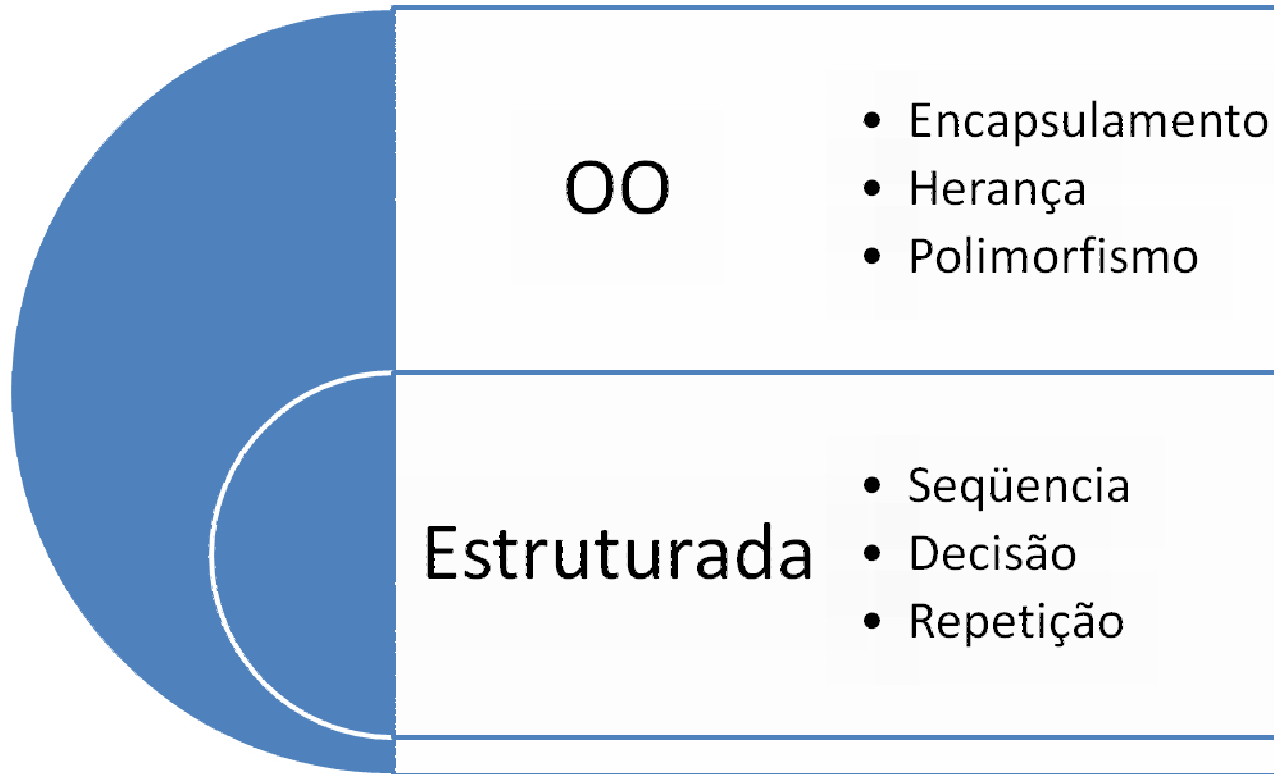 OO
• Encapsulamento
• Herança
• Polimorfismo
Estruturada
• Seqüencia
• Decisão
• Repetição